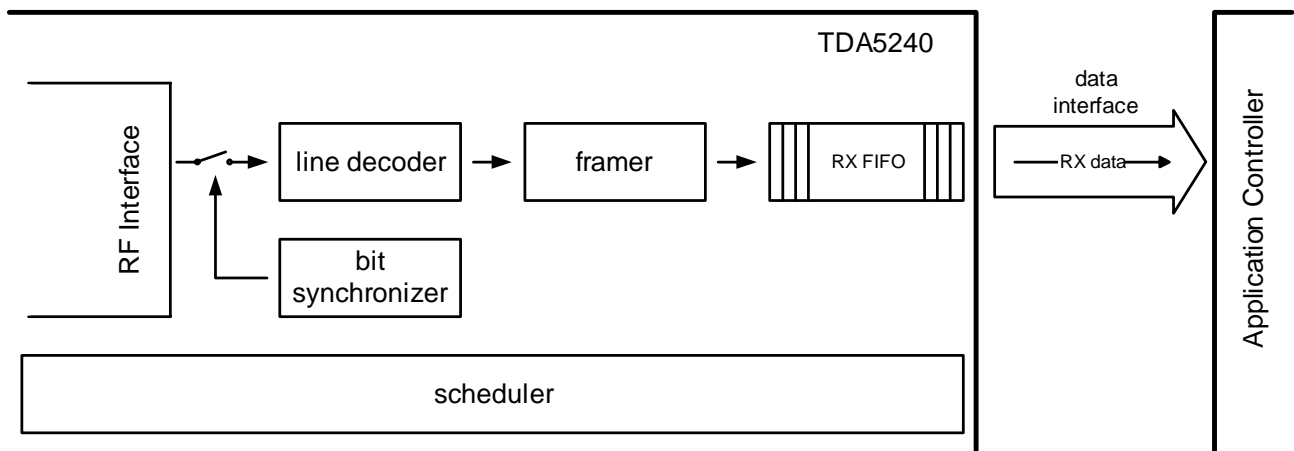 TDA5240
RF Interface
line decoder
framer
RX FIFO
data
interface
RX data
Application Controller
bit
synchronizer
scheduler